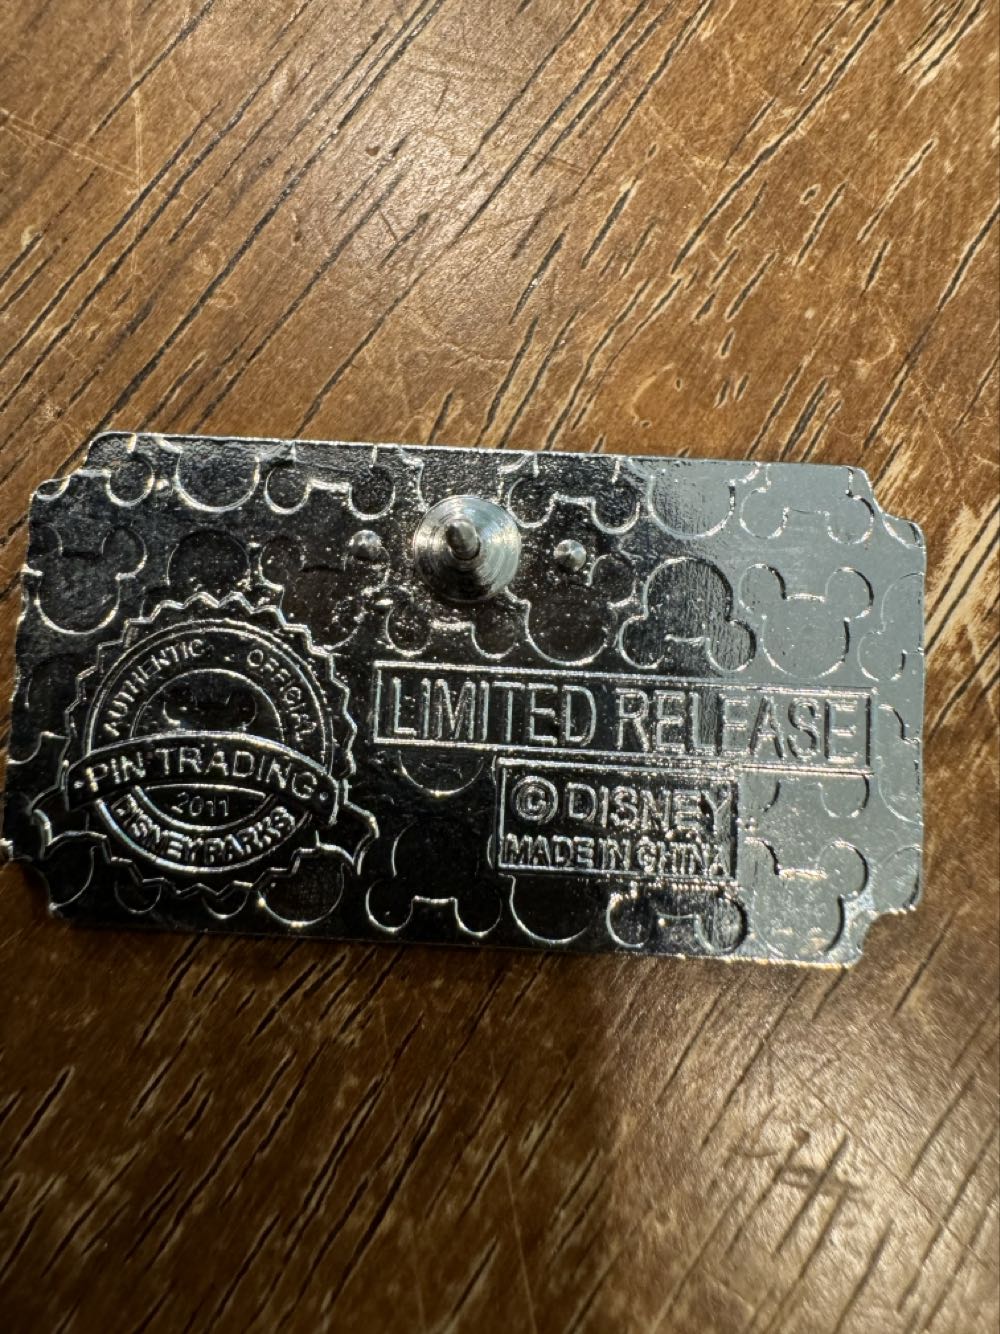 AUTHENTIC · OFFICIAL
·PIN TRADING·
2011
DISNEY PARKS
LIMITED RELEASE
© DISNEY
MADE IN CHINA